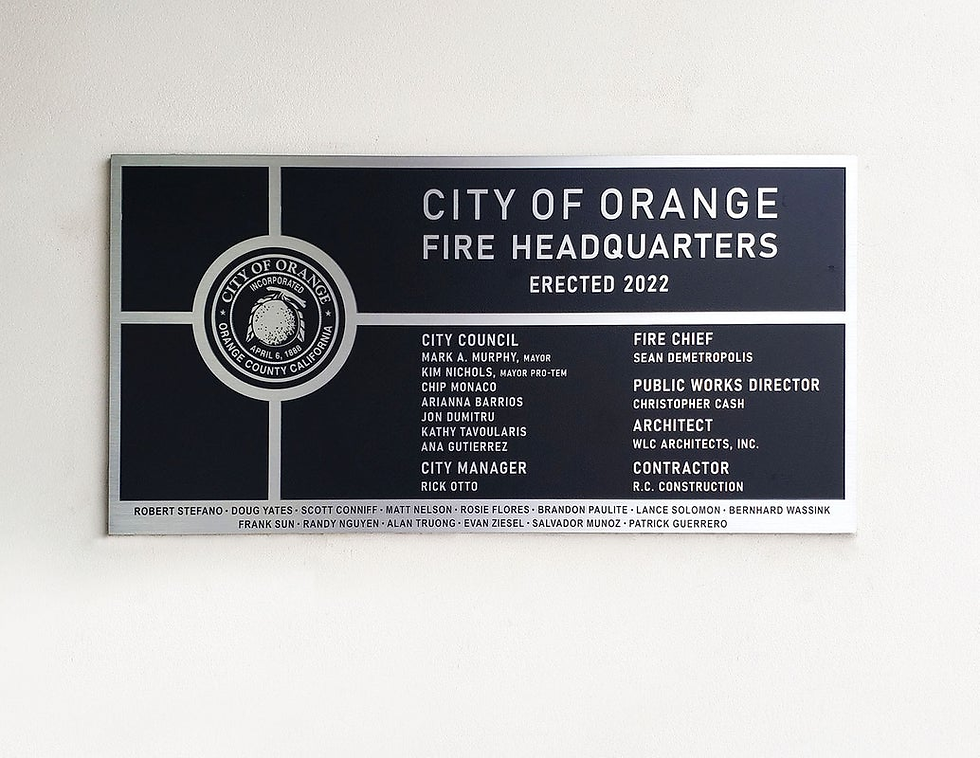 CITY OF ORANGE
FIRE HEADQUARTERS
ERECTED 2022
CITY OF ORANGE
INCORPORATED
APRIL 6, 1888
ORANGE COUNTY CALIFORNIA
CITY COUNCIL
MARK A. MURPHY, MAYOR
KIM NICHOLS, MAYOR PRO-TEM
CHIP MONACO
ARIANNA BARRIOS
JON DUMITRU
KATHY TAVOULARIS
ANA GUTIERREZ
CITY MANAGER
RICK OTTO
FIRE CHIEF
SEAN DEMETROPOLIS
PUBLIC WORKS DIRECTOR
CHRISTOPHER CASH
ARCHITECT
WLC ARCHITECTS, INC.
CONTRACTOR
R.C. CONSTRUCTION
ROBERT STEFANO · DOUG YATES · SCOTT CONNIFF · MATT NELSON · ROSIE FLORES · BRANDON PAULITE · LANCE SOLOMON · BERNHARD WASSINK
FRANK SUN · RANDY NGUYEN · ALAN TRUONG · EVAN ZIESEL · SALVADOR MUNOZ · PATRICK GUERRERO